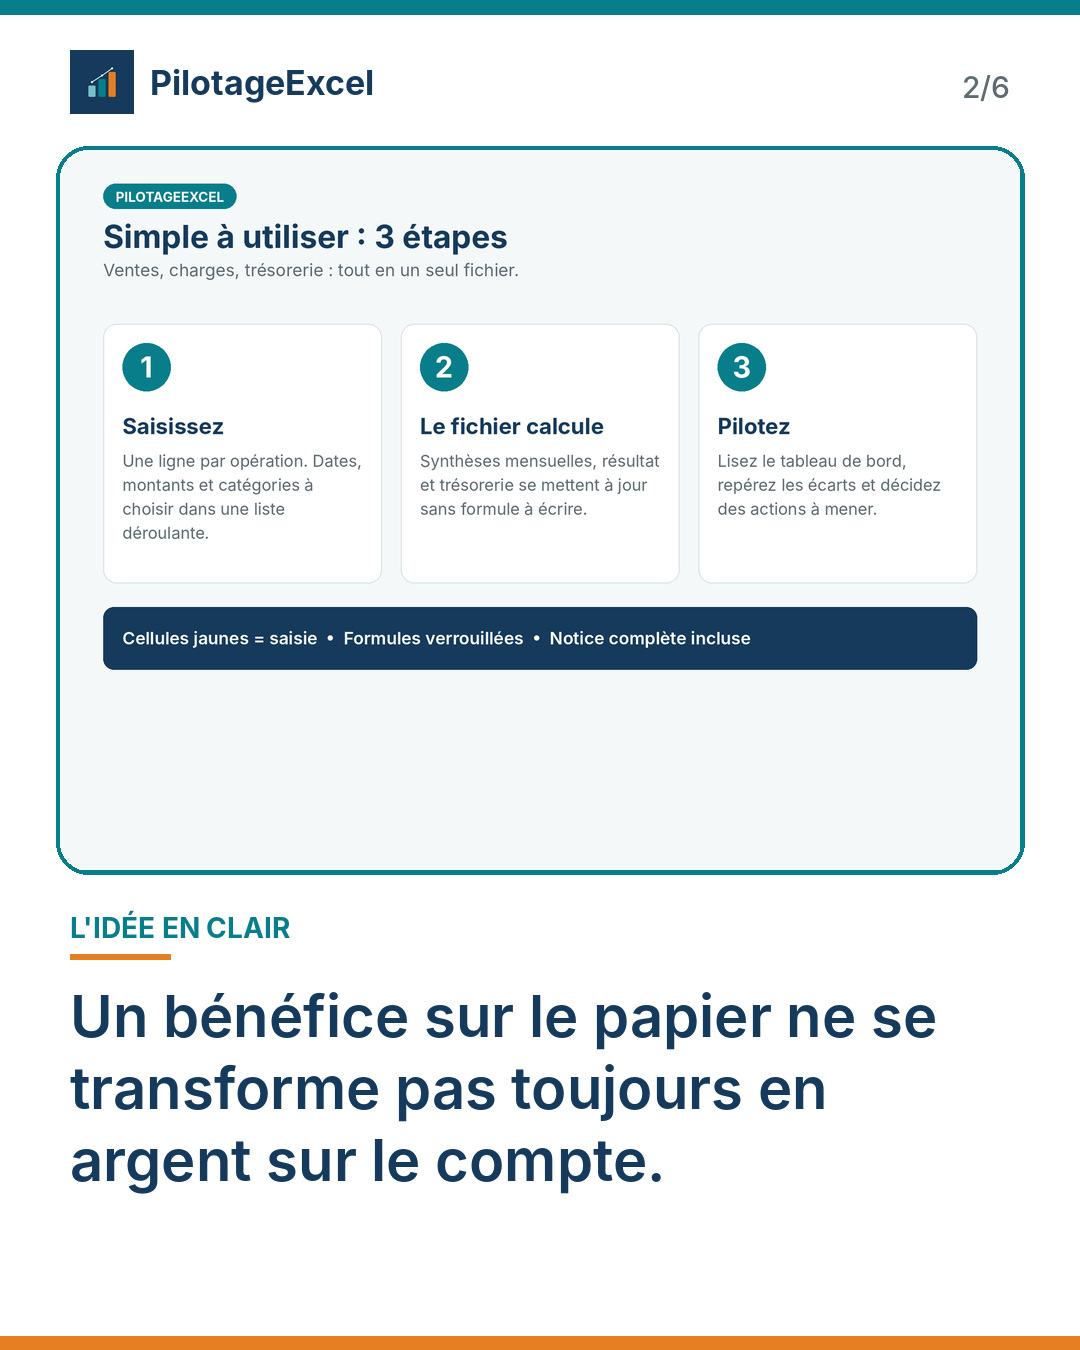 PilotageExcel
2/6
PILOTAGEEXCEL
Simple à utiliser : 3 étapes
Ventes, charges, trésorerie : tout en un seul fichier.
1
Saisissez
Une ligne par opération. Dates,
montants et catégories à
choisir dans une liste
déroulante.
2
Le fichier calcule
Synthèses mensuelles, résultat
et trésorerie se mettent à jour
sans formule à écrire.
3
Pilotez
Lisez le tableau de bord,
repérez les écarts et décidez
des actions à mener.
Cellules jaunes = saisie • Formules verrouillées • Notice complète incluse
L'IDÉE EN CLAIR
Un bénéfice sur le papier ne se
transforme pas toujours en
argent sur le compte.